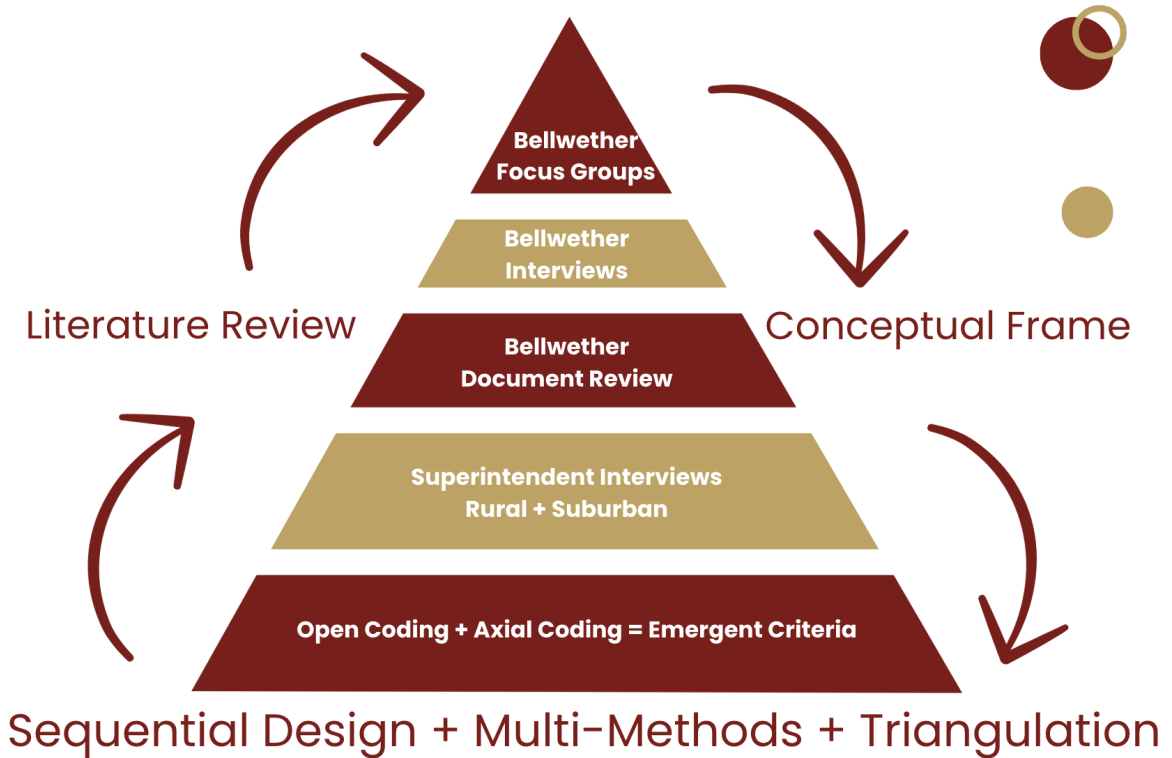 Bellwether
Focus Groups
Bellwether
Interviews
Literature Review
Conceptual Frame
Bellwether
Document Review
Superintendent Interviews
Rural + Suburban
Open Coding + Axial Coding = Emergent Criteria
Sequential Design + Multi-Methods + Triangulation